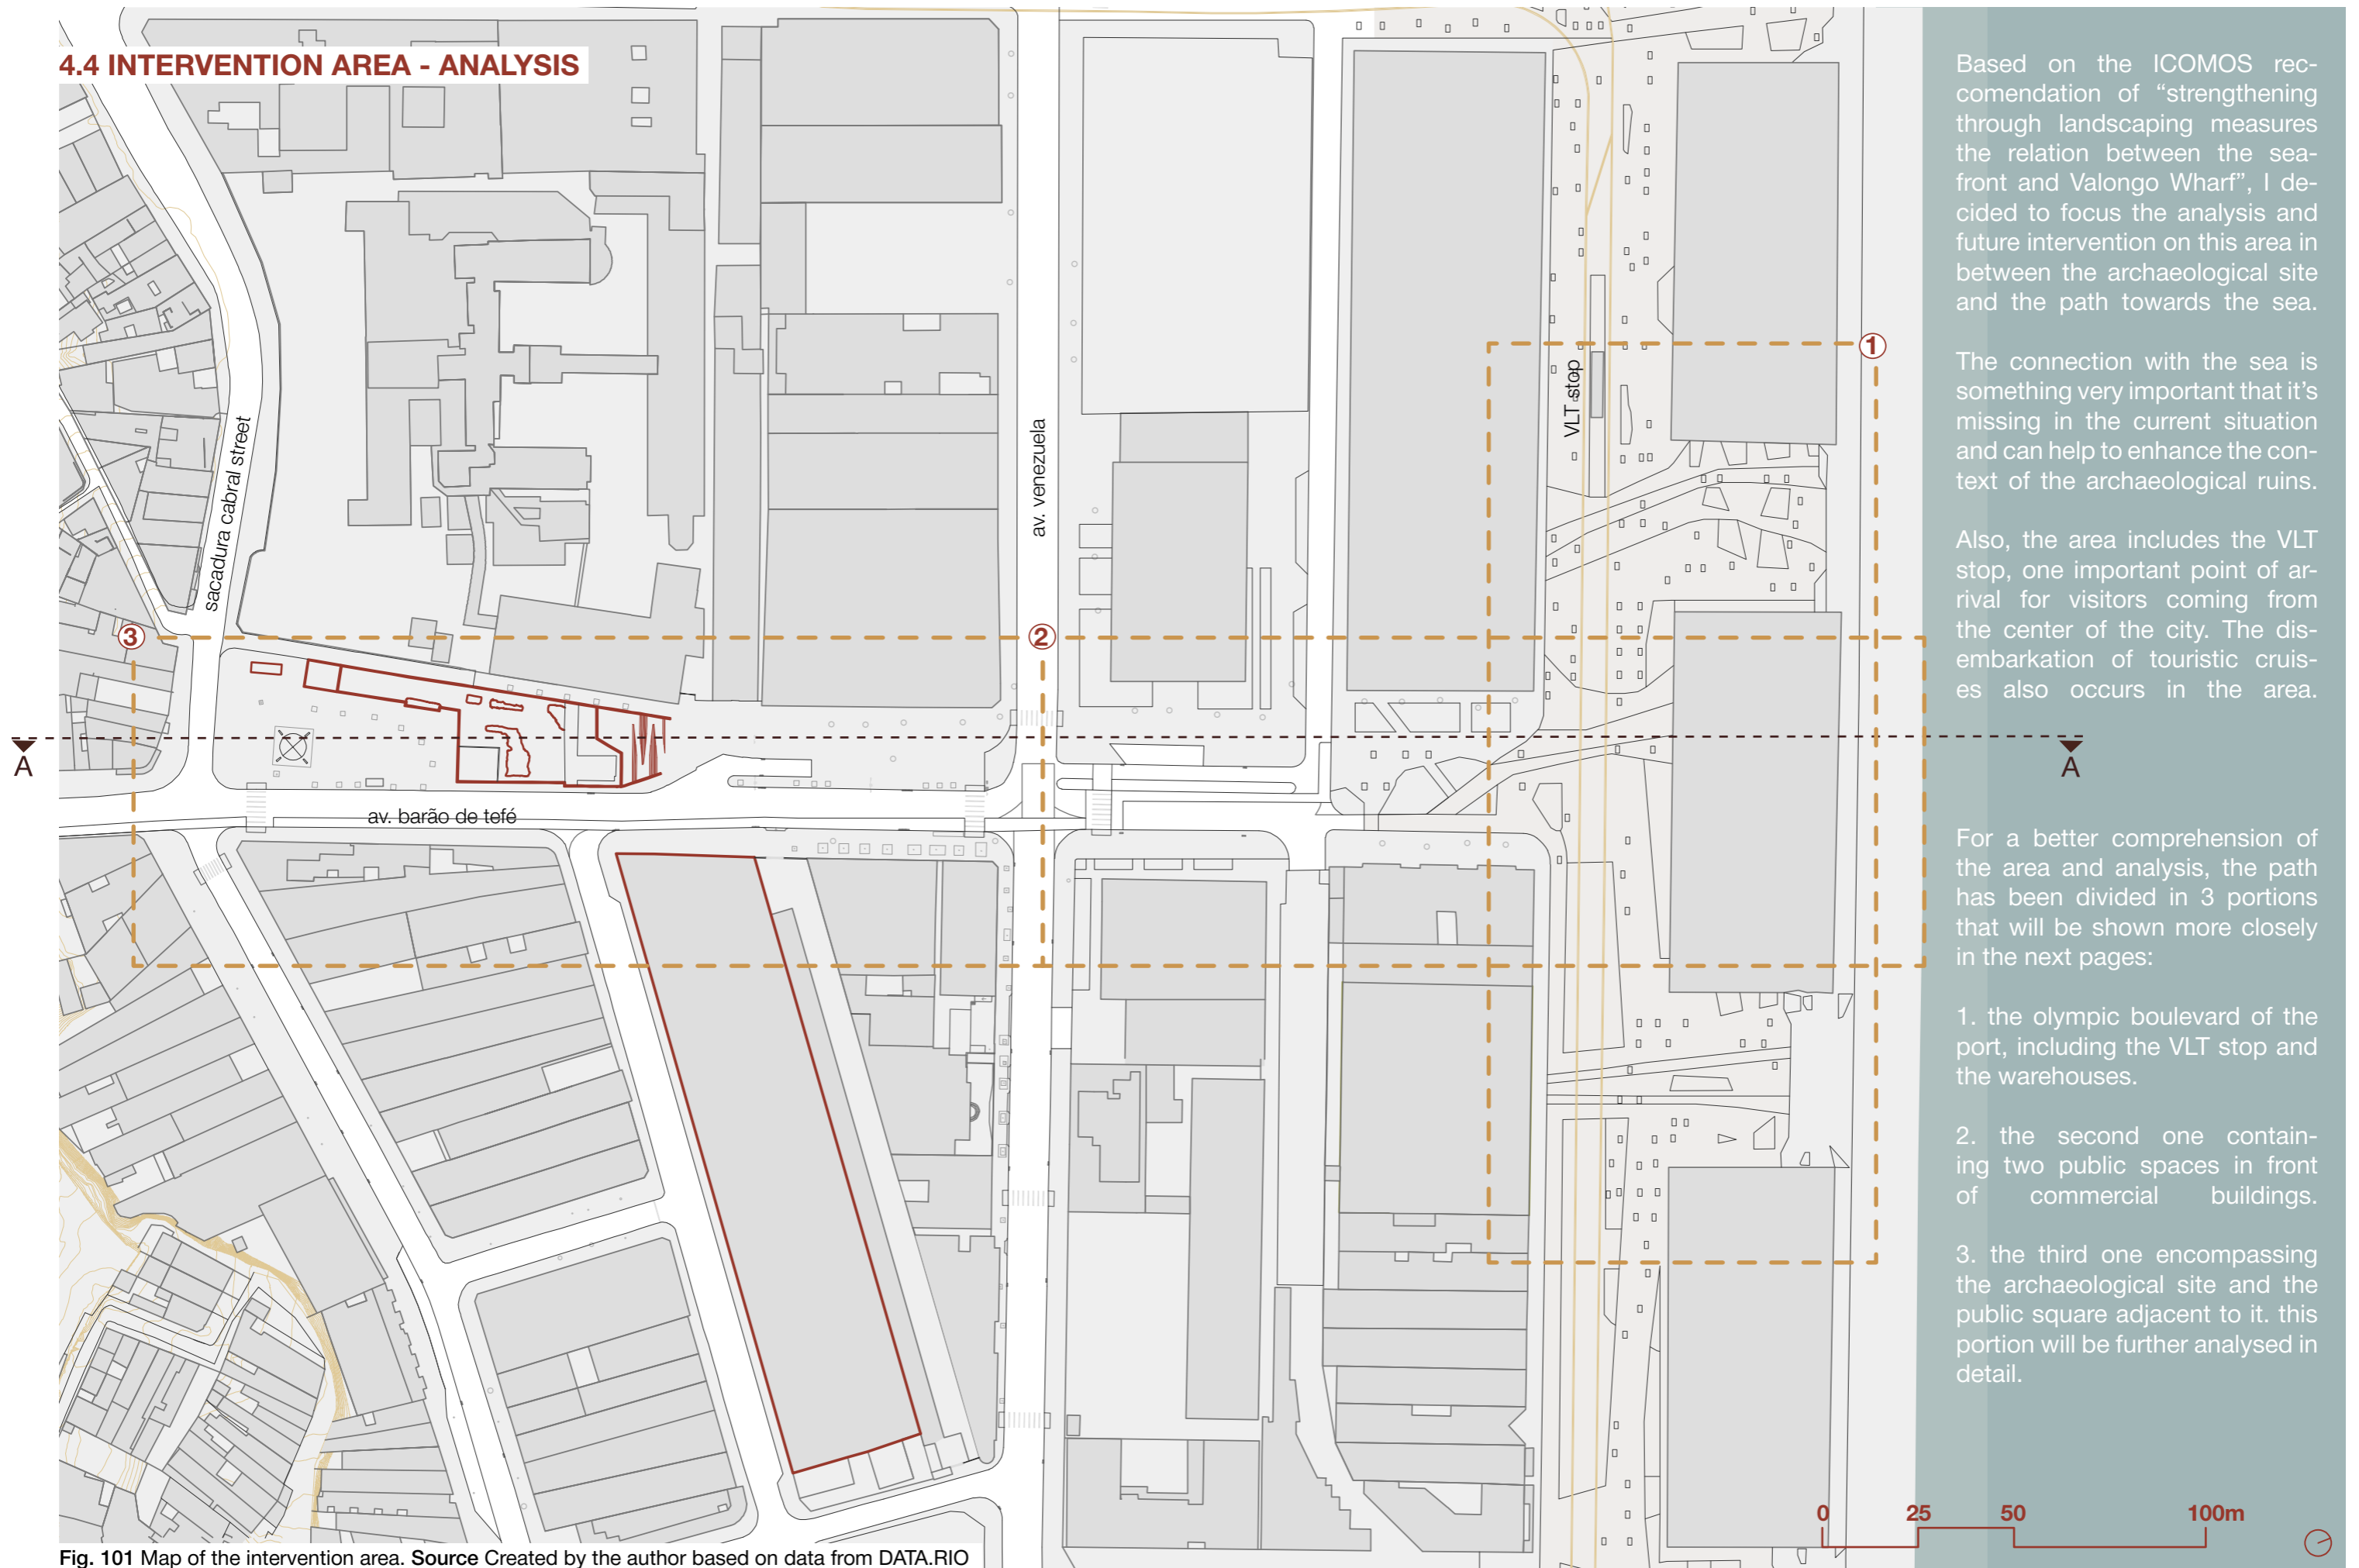 4.4 INTERVENTION AREA - ANALYSIS
sacadura cabral street
av. venezuela
VLT stop
1
3
2
A
A
av. barão de tefé
Based on the ICOMOS rec-
comendation of “strengthening
through landscaping measures
the relation between the sea-
front and Valongo Wharf”, I de-
cided to focus the analysis and
future intervention on this area in
between the archaeological site
and the path towards the sea.
The connection with the sea is
something very important that it’s
missing in the current situation
and can help to enhance the con-
text of the archaeological ruins.
Also, the area includes the VLT
stop, one important point of ar-
rival for visitors coming from
the center of the city. The dis-
embarkation of touristic cruis-
es also occurs in the area.
For a better comprehension of
the area and analysis, the path
has been divided in 3 portions
that will be shown more closely
in the next pages:
1. the olympic boulevard of the
port, including the VLT stop and
the warehouses.
2. the second one contain-
ing two public spaces in front
of commercial buildings.
3. the third one encompassing
the archaeological site and the
public square adjacent to it. this
portion will be further analysed in
detail.
0 25 50 100m
Fig. 101 Map of the intervention area. Source Created by the author based on data from DATA.RIO